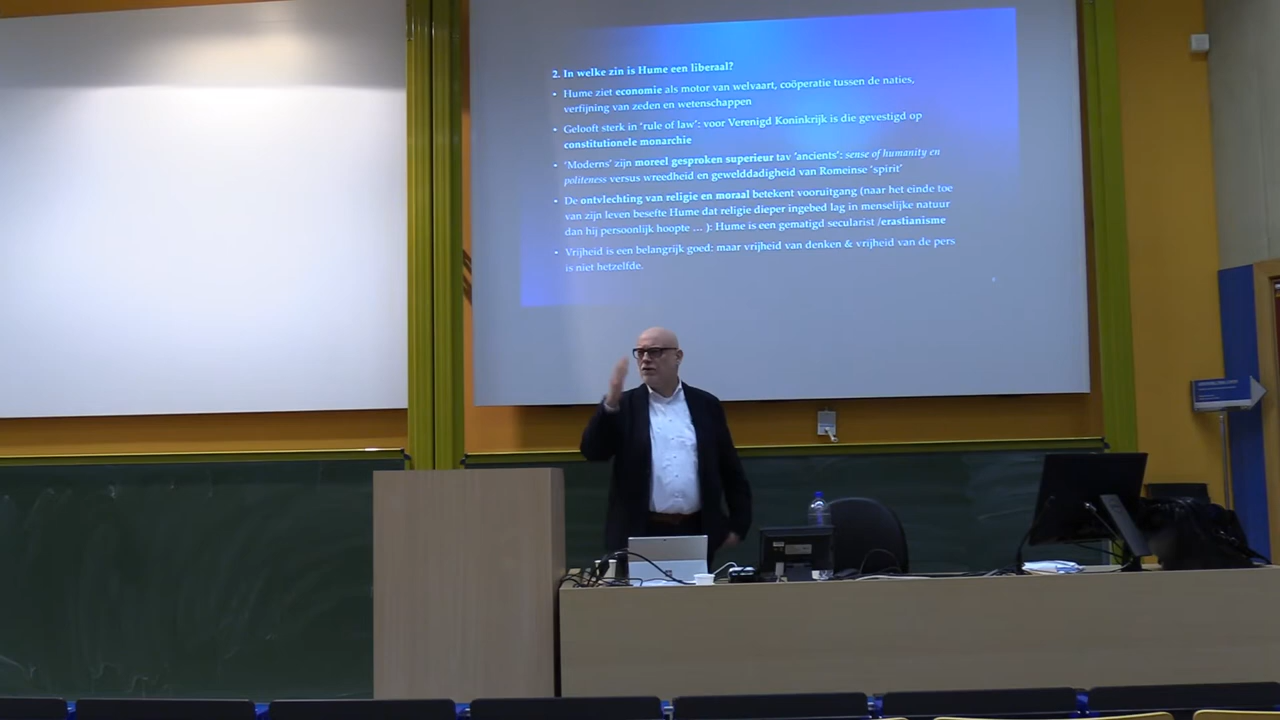 2. In welke zin is Hume een liberaal?
• Hume ziet economie als motor van welvaart, coöperatie tussen de naties,
verfijning van zeden en wetenschappen
• Gelooft sterk in 'rule of law': voor Verenigd Koninkrijk is die gevestigd op
constitutionele monarchie
• 'Moderns' zijn moreel gesproken superieur tav 'ancients': sense of humanity en
politeness versus wreedheid en gewelddadigheid van Romeinse 'spirit'
• De ontvlechting van religie en moraal betekent vooruitgang (naar het einde toe
van zijn leven besefte Hume dat religie dieper ingebed lag in menselijke natuur
dan hij persoonlijk hoopte ... ): Hume is een gematigd secularist /erastianisme
• Vrijheid is een belangrijk goed: maar vrijheid van denken & vrijheid van de pers
is niet hetzelfde.